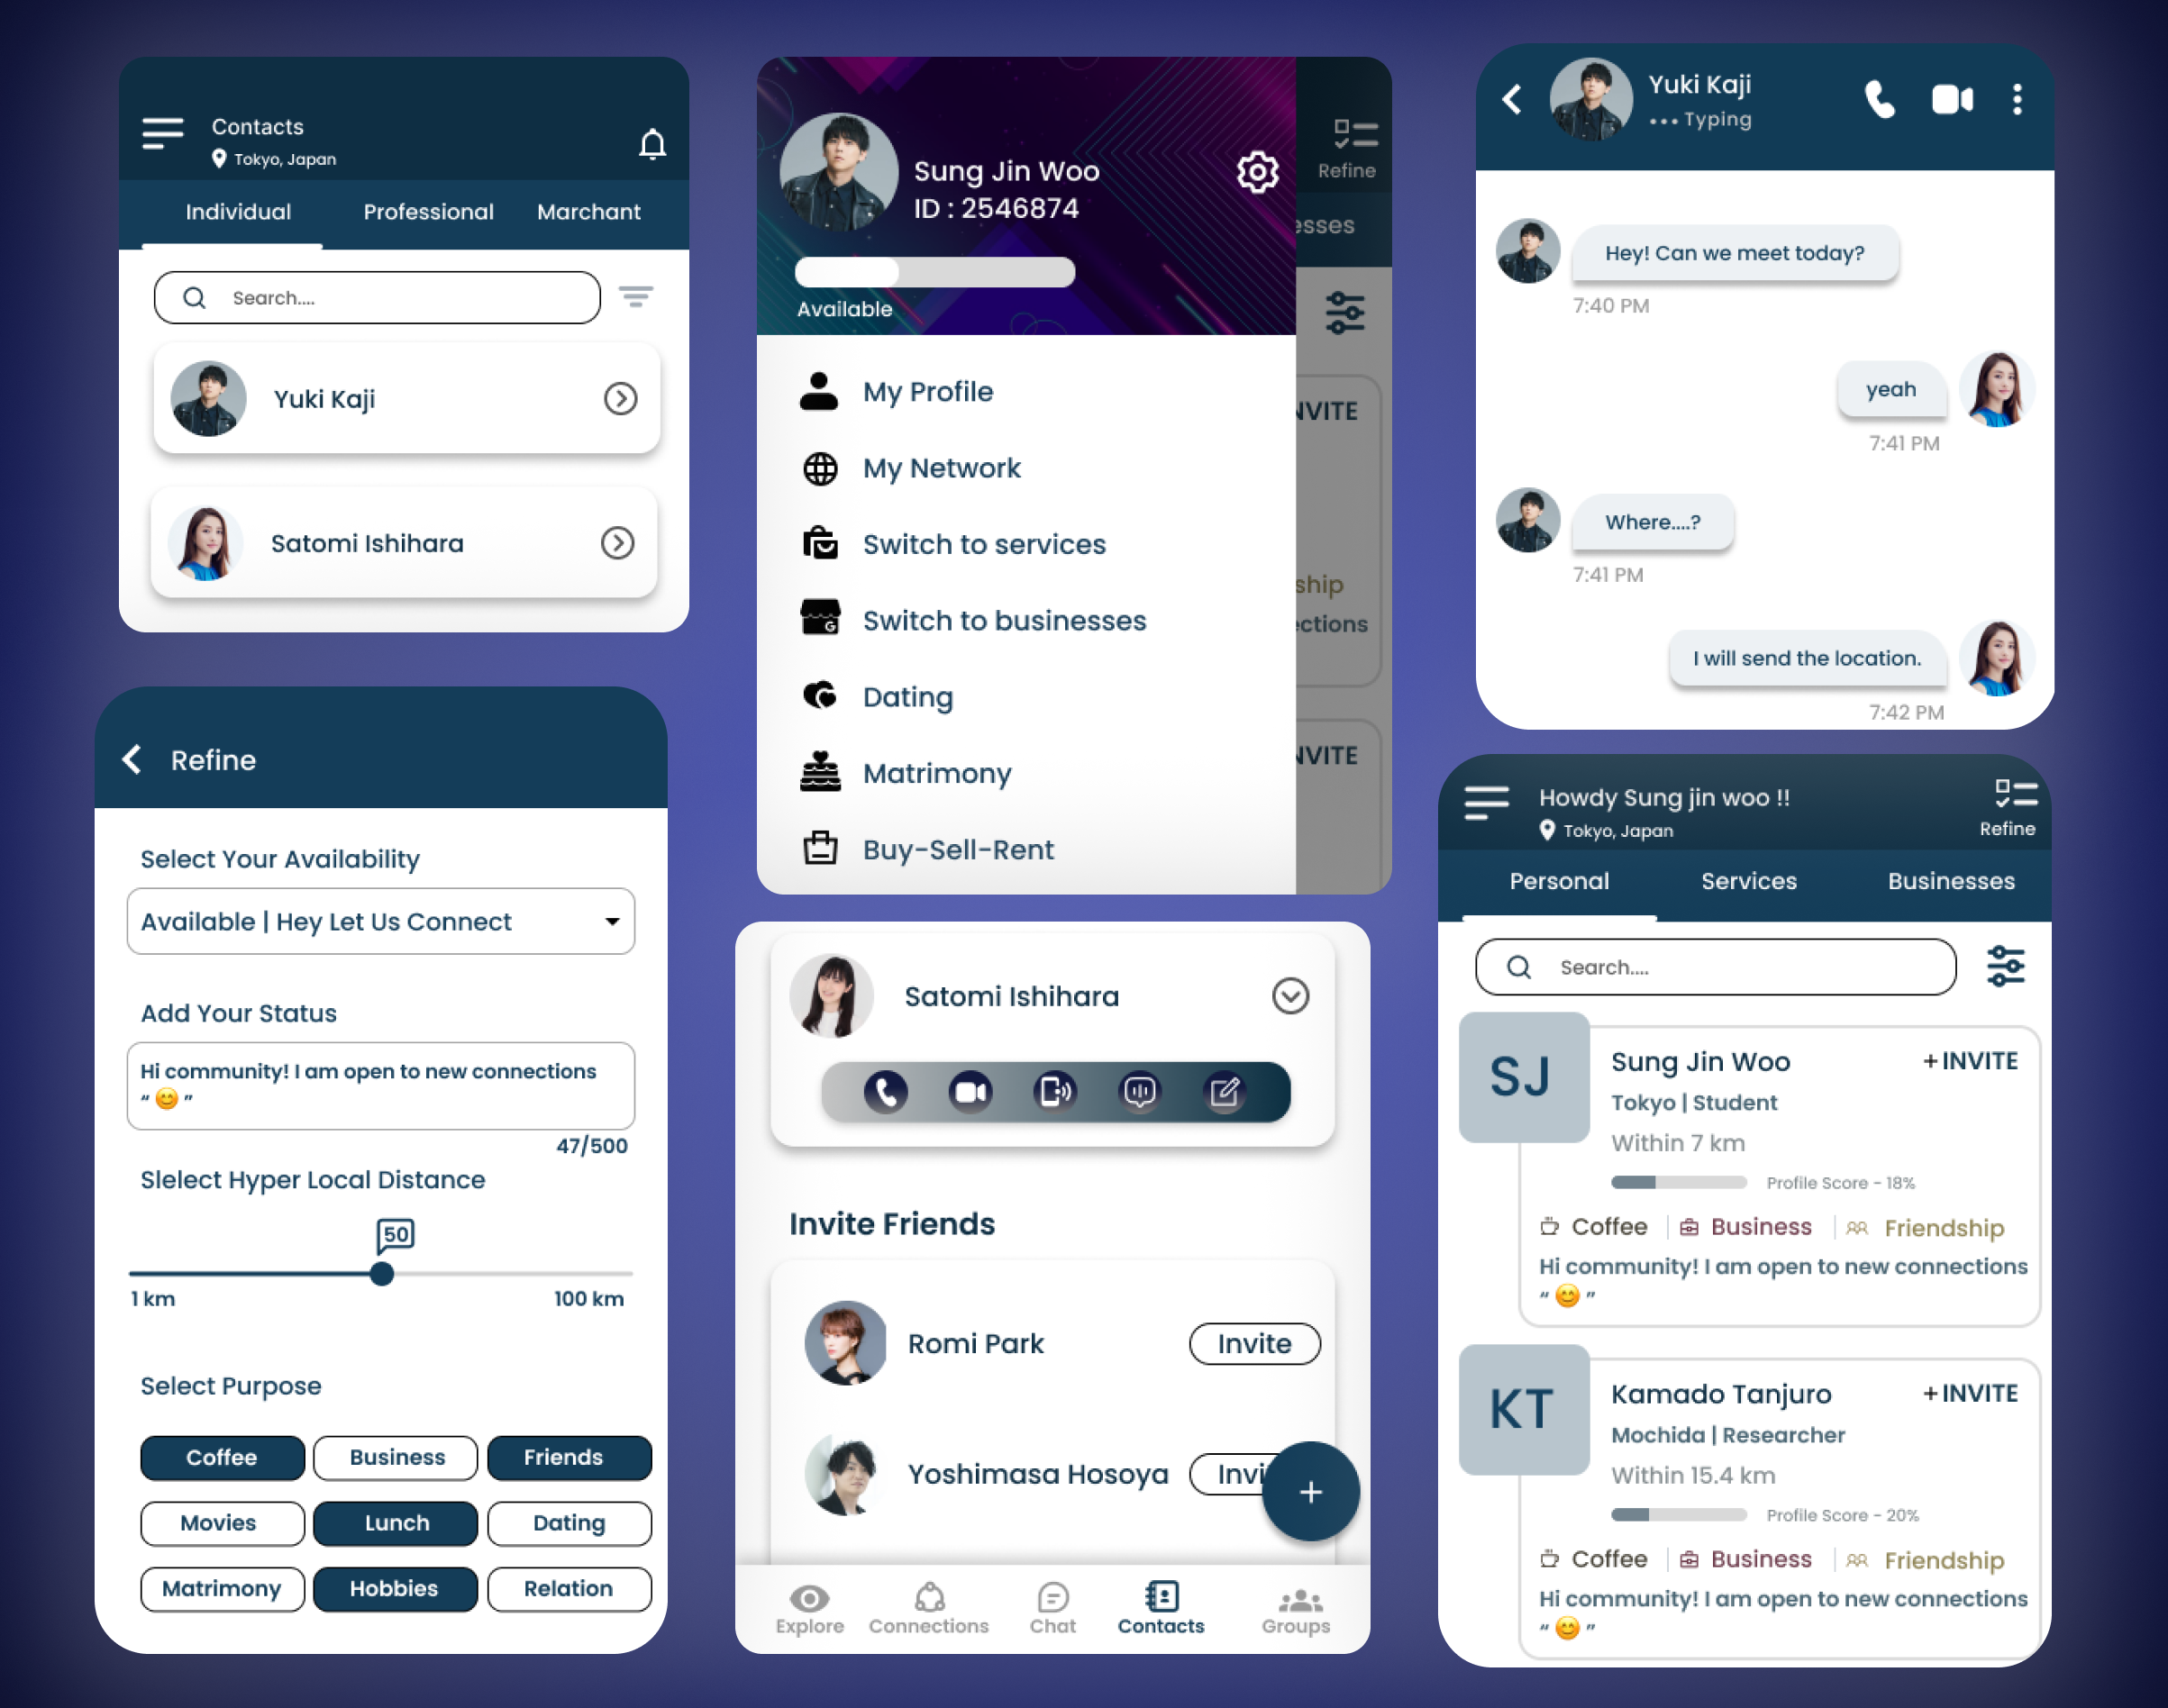 Contacts
Tokyo, Japan
Individual Professional Marchant
Search....
Yuki Kaji
Satomi Ishihara
Refine
Select Your Availability
Available | Hey Let Us Connect
Add Your Status
Hi community! I am open to new connections
“ 😊 ”
47/500
Slelect Hyper Local Distance
50
1 km 100 km
Select Purpose
Coffee Business Friends
Movies Lunch Dating
Matrimony Hobbies Relation
Sung Jin Woo
ID : 2546874
Available
Refine
esses
My Profile
NVITE
My Network
Switch to services
ship
Switch to businesses
ections
Dating
Matrimony
NVITE
Buy-Sell-Rent
Satomi Ishihara
Invite Friends
Romi Park Invite
Yoshimasa Hosoya Invi
+
Explore Connections Chat Contacts Groups
Yuki Kaji
••• Typing
Hey! Can we meet today?
7:40 PM
yeah
7:41 PM
Where....?
7:41 PM
I will send the location.
7:42 PM
Howdy Sung jin woo !!
Tokyo, Japan
Refine
Personal Services Businesses
Search....
SJ
Sung Jin Woo +INVITE
Tokyo | Student
Within 7 km
Profile Score - 18%
Coffee | Business | Friendship
Hi community! I am open to new connections
“ 😊 ”
KT
Kamado Tanjuro +INVITE
Mochida | Researcher
Within 15.4 km
Profile Score - 20%
Coffee | Business | Friendship
Hi community! I am open to new connections
“ 😊 ”